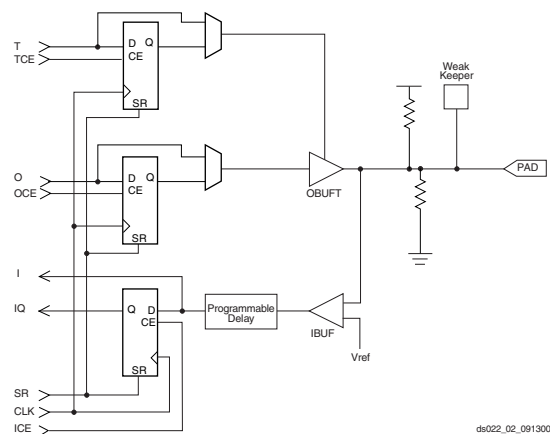 T
TCE
D Q
CE
SR
Weak
Keeper
O
OCE
D Q
CE
SR
OBUFT
PAD
I
IQ
Q D
CE
SR
Programmable
Delay
IBUF
Vref
SR
CLK
ICE
ds022_02_091300